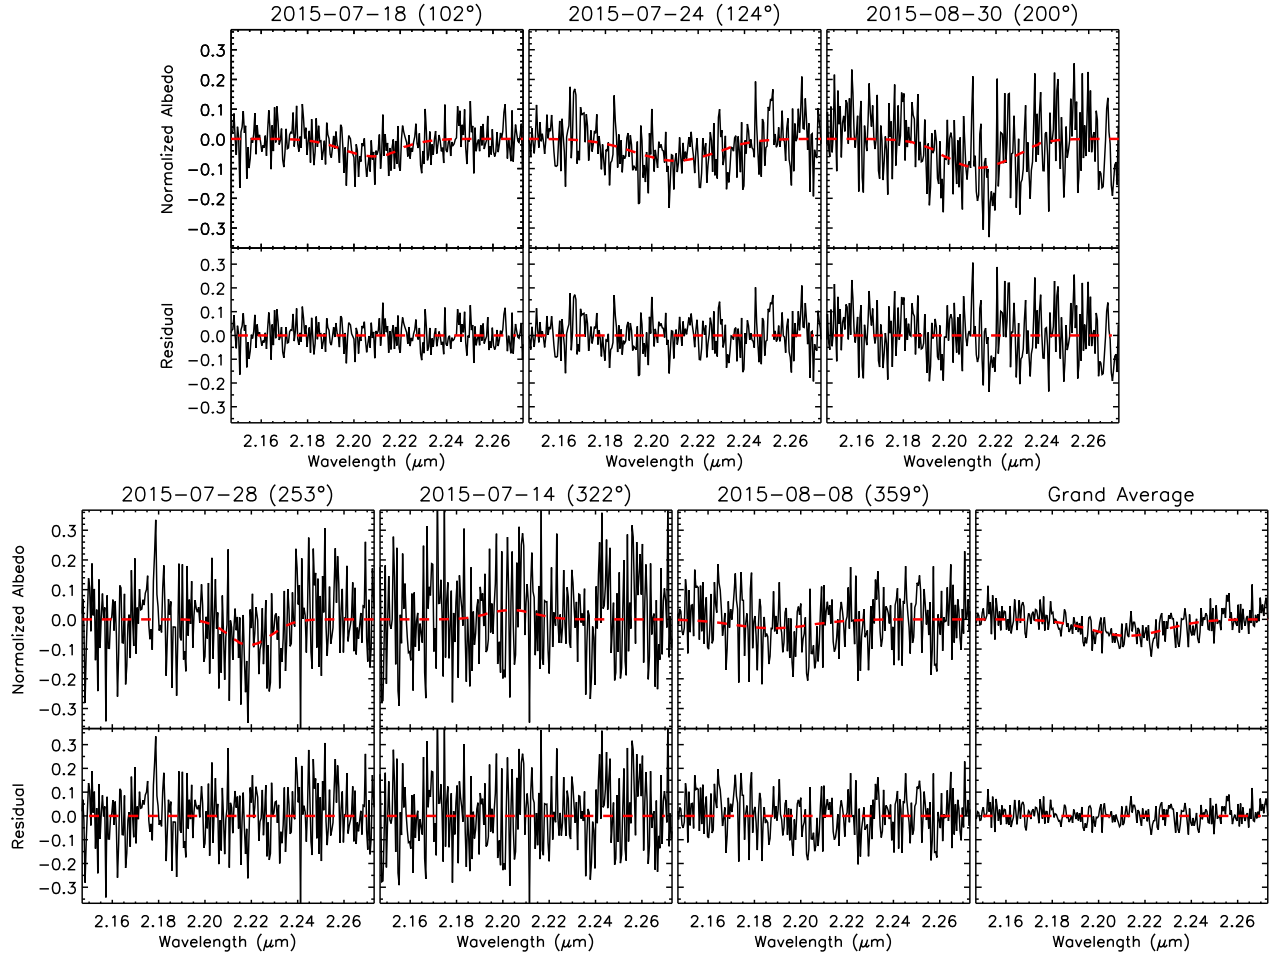 2015-07-18 (102°) 2015-07-24 (124°) 2015-08-30 (200°)
Normalized Albedo
0.3
0.2
0.1
0.0
-0.1
-0.2
-0.3
Residual
0.3
0.2
0.1
0.0
-0.1
-0.2
-0.3
2.16 2.18 2.20 2.22 2.24 2.26 2.16 2.18 2.20 2.22 2.24 2.26 2.16 2.18 2.20 2.22 2.24 2.26
Wavelength (μm) Wavelength (μm) Wavelength (μm)
2015-07-28 (253°) 2015-07-14 (322°) 2015-08-08 (359°) Grand Average
Normalized Albedo
0.3
0.2
0.1
0.0
-0.1
-0.2
-0.3
Residual
0.3
0.2
0.1
0.0
-0.1
-0.2
-0.3
2.16 2.18 2.20 2.22 2.24 2.26 2.16 2.18 2.20 2.22 2.24 2.26 2.16 2.18 2.20 2.22 2.24 2.26 2.16 2.18 2.20 2.22 2.24 2.26
Wavelength (μm) Wavelength (μm) Wavelength (μm) Wavelength (μm)